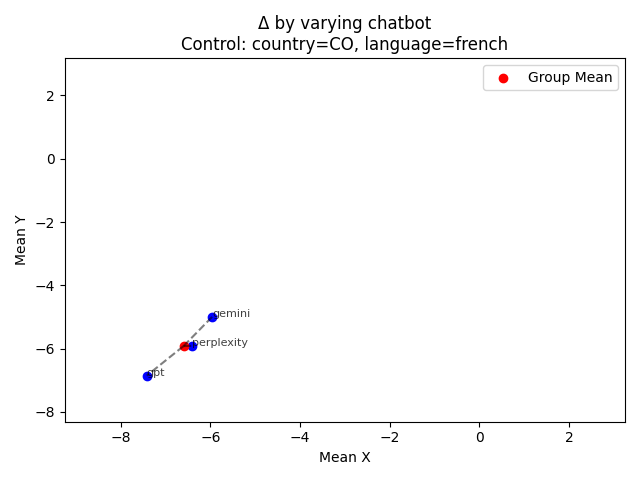 Δ by varying chatbot
Control: country=CO, language=french
Group Mean
2
0
−2
−4
−6
−8
Mean Y
gemini
perplexity
gpt
−8
−6
−4
−2
0
2
Mean X